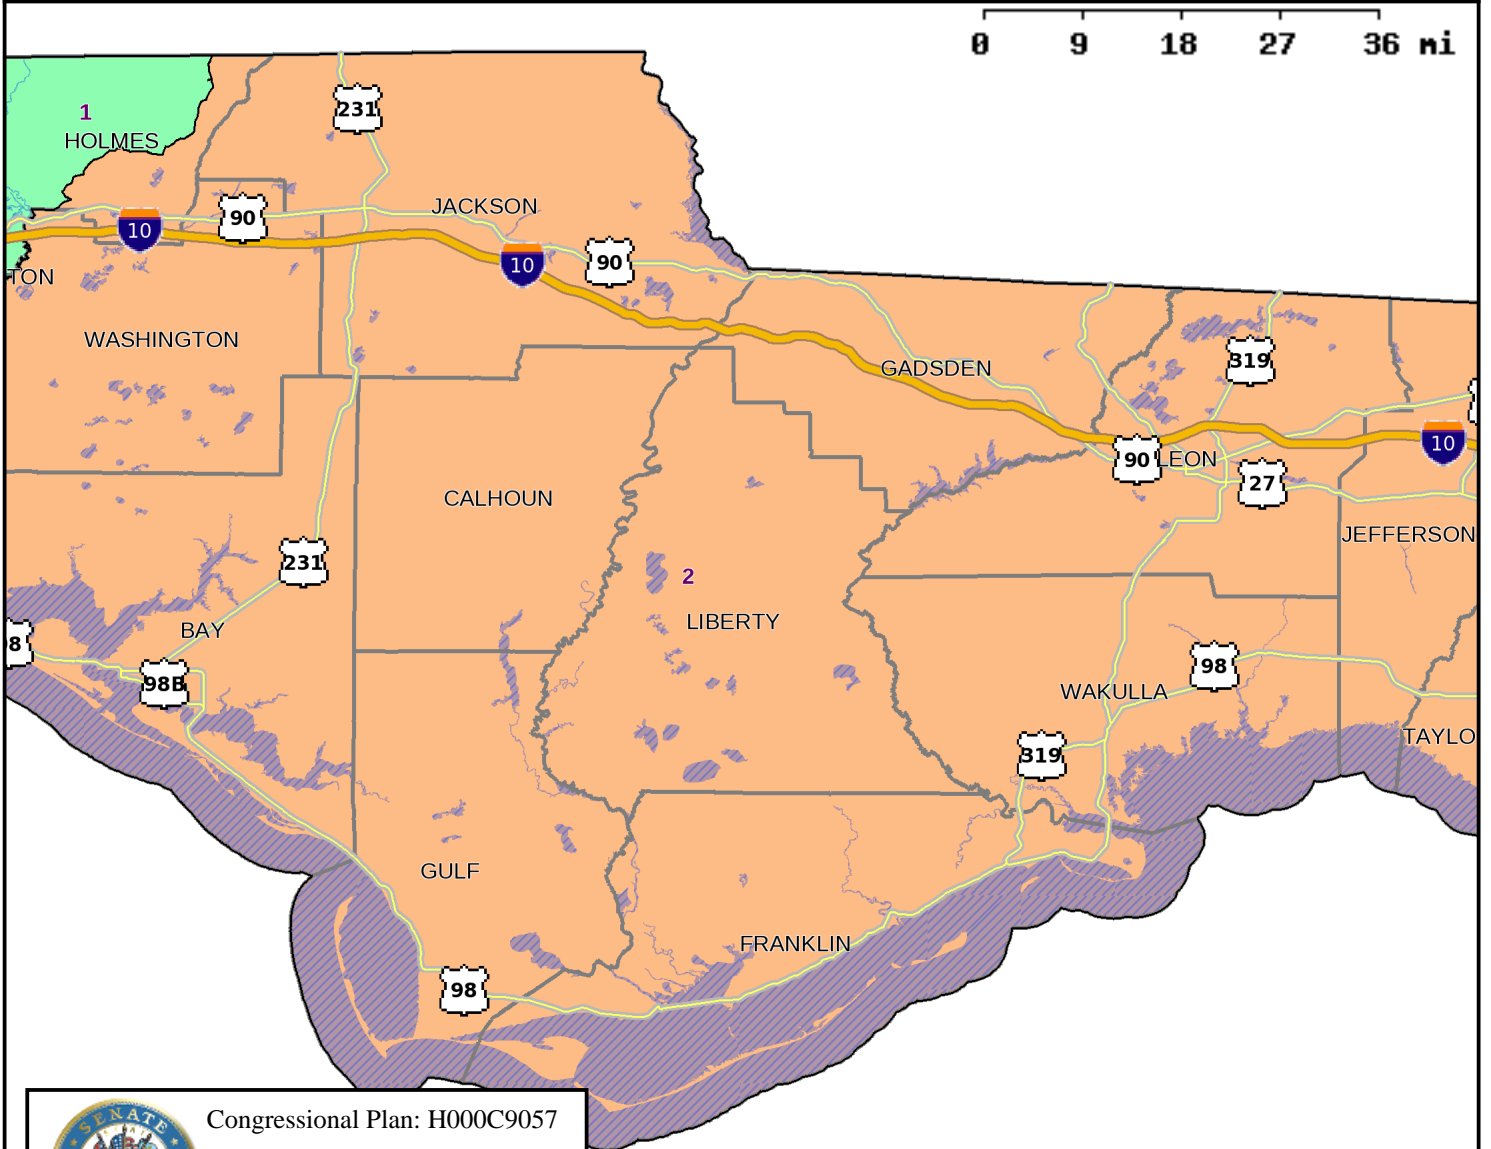 0 9 18 27 36 mi
231
1
HOLMES
90
JACKSON
10
10
90
TON
WASHINGTON
319
GADSDEN
10
90
LEON
27
CALHOUN
JEFFERSON
231
2
LIBERTY
BAY
98
98B
98
WAKULLA
319
TAYLO
GULF
FRANKLIN
98
SENATE
Congressional Plan: H000C9057